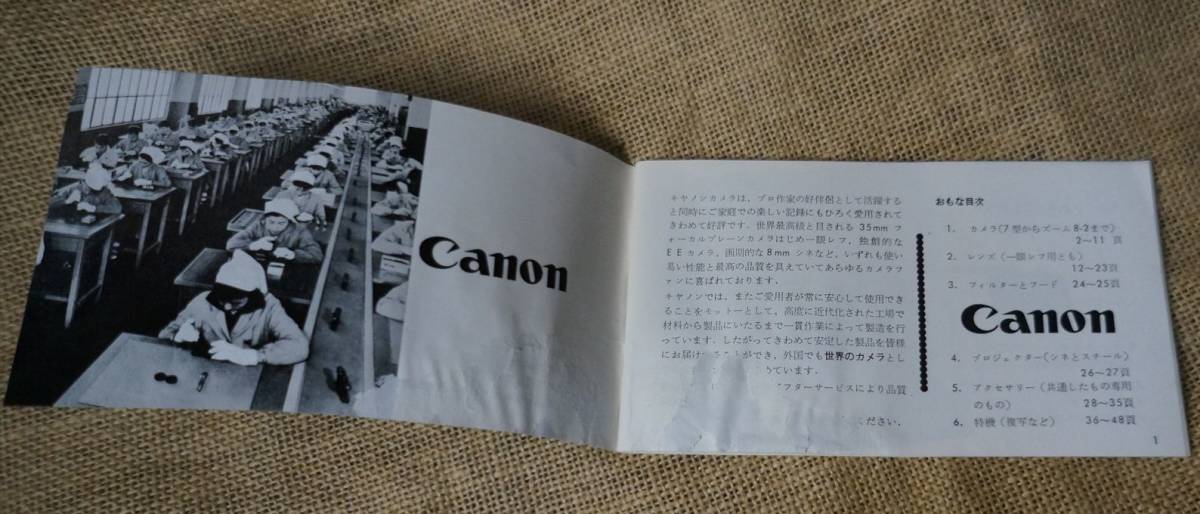 Canon
キヤノンカメラは、プロ作家の好伴侶として活躍する
と同時にご家庭での楽しい記録にもひろく愛用されて
きわめて好評です．世界最高級と目される 35mm フ
ォーカルプレーンカメラはじめ一眼レフ，独創的な
ＥＥカメラ，画期的な 8mm シネなど，いずれも使い
易い性能と最高の品質を具えていてあらゆるカメラフ
ァンに喜ばれております．
キヤノンでは，またご愛用者が常に安心して使用でき
ることをモットーとして，高度に近代化された工場で
材料から製品にいたるまで一貫作業によって製造を行
っています．したがってきわめて安定した製品を皆様
にお届けすることができ，外国でも世界のカメラとし
ています．
フターサービスにより品質
ください．
おもな目次
1. カメラ(7型からズーム8-2まで)
2〜11 頁
2. レンズ (一眼レフ用とも)
12〜23頁
3. フィルターとフード 24〜25頁
Canon
4. プロジェクター(シネとスチール)
26〜27頁
5. アクセサリー (共通したもの専用
のもの) 28〜35頁
6. 特機 (複写など) 36〜48頁
1